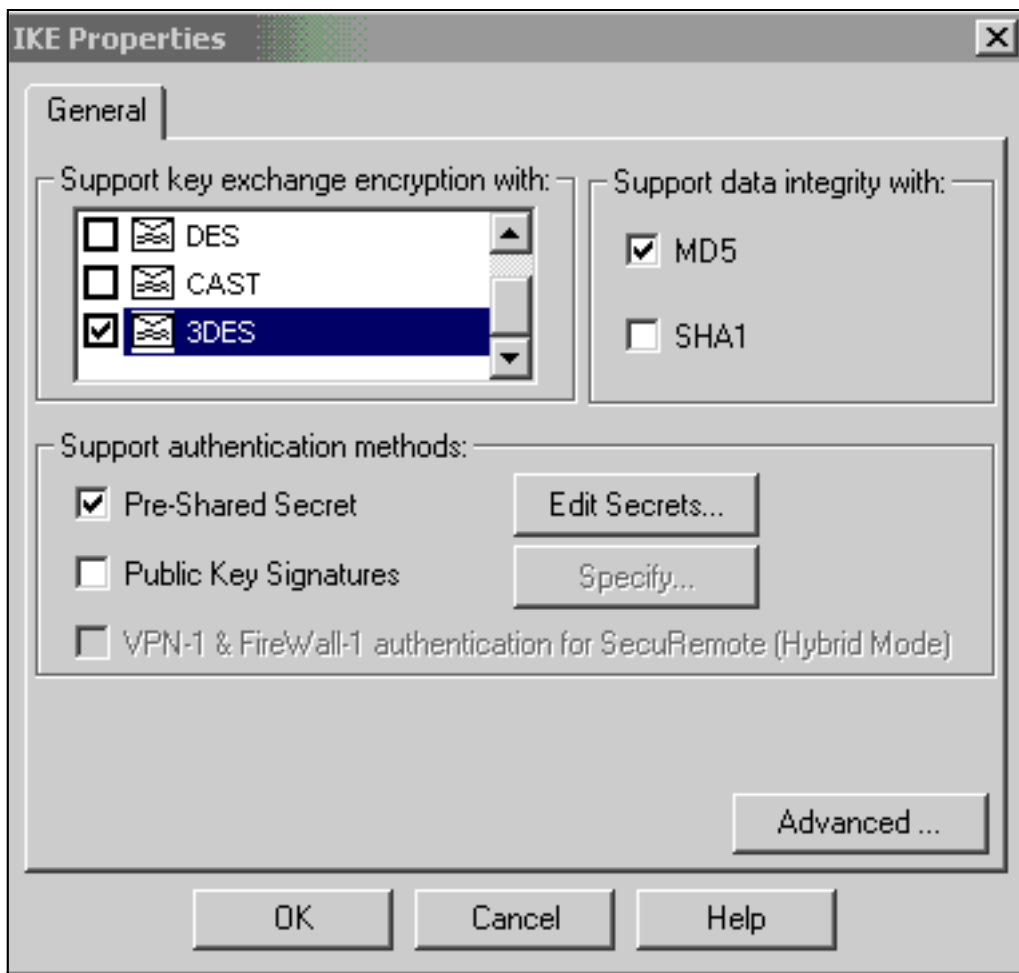 IKE Properties
General
Support key exchange encryption with:
DES
CAST
3DES
Support data integrity with:
MD5
SHA1
Support authentication methods:
Pre-Shared Secret
Edit Secrets...
Public Key Signatures
Specify...
VPN-1 & FireWall-1 authentication for SecuRemote (Hybrid Mode)
Advanced ...
OK
Cancel
Help